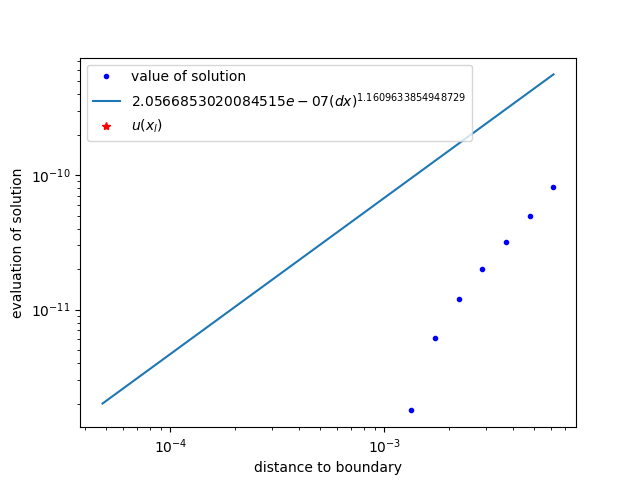 value of solution
2.0566853020084515e − 07(dx)^1.1609633854948729
u(x_l)
10^−10
10^−11
10^−4
10^−3
evaluation of solution
distance to boundary